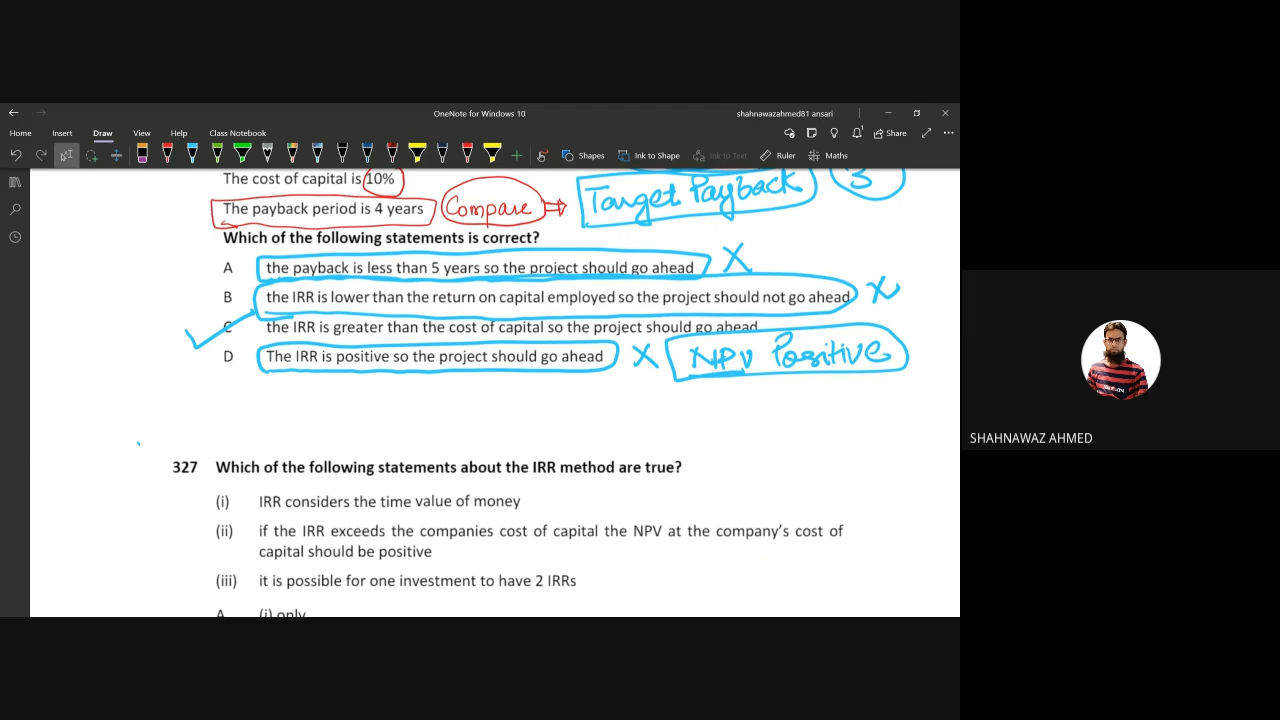 OneNote for Windows 10
shahnawazahmed81 ansari
Home Insert Draw View Help Class Notebook
Share
Shapes Ink to Shape Ink to Text Ruler Maths
The cost of capital is 10%
The payback period is 4 years Compare ⇒ Target Payback 3
Which of the following statements is correct?
A the payback is less than 5 years so the project should go ahead X
B the IRR is lower than the return on capital employed so the project should not go ahead X
C the IRR is greater than the cost of capital so the project should go ahead
D The IRR is positive so the project should go ahead X NPV Positive
327 Which of the following statements about the IRR method are true?
(i) IRR considers the time value of money
(ii) if the IRR exceeds the companies cost of capital the NPV at the company's cost of
capital should be positive
(iii) it is possible for one investment to have 2 IRRs
A (i) only
SHAHNAWAZ AHMED